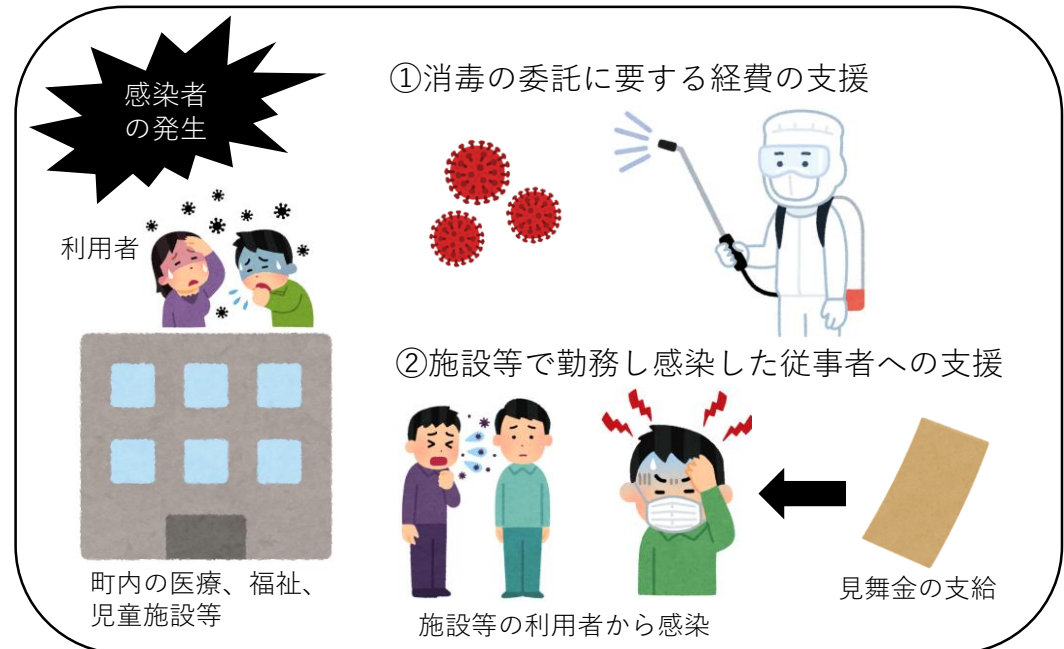 感染者
の発生
利用者
町内の医療、福祉、
児童施設等
①消毒の委託に要する経費の支援
②施設等で勤務し感染した従事者への支援
施設等の利用者から感染
見舞金の支給